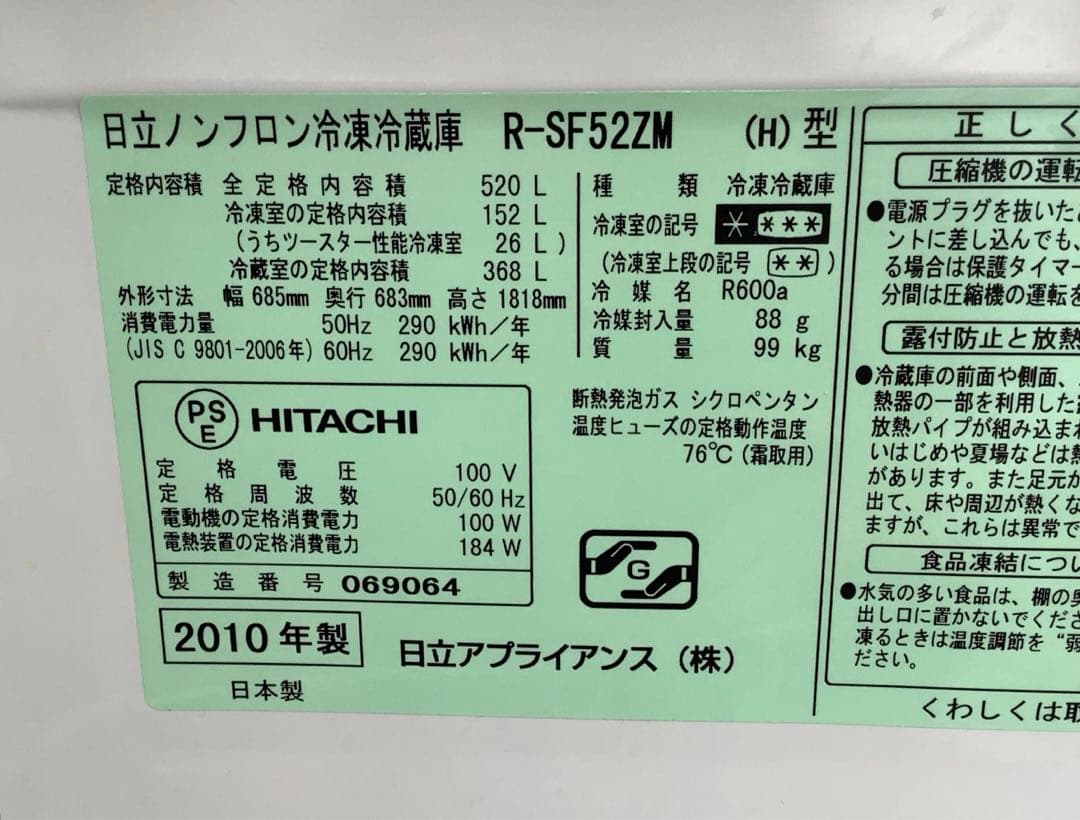 日立ノンフロン冷凍冷蔵庫 R-SF52ZM (H)型
定格内容積 全定格内容積 520 L
冷凍室の定格内容積 152 L
(うちツースター性能冷凍室 26 L)
冷蔵室の定格内容積 368 L
外形寸法 幅 685mm 奥行 683mm 高さ 1818mm
消費電力量 50Hz 290 kWh/年
(JIS C 9801-2006年) 60Hz 290 kWh/年
種類 冷凍冷蔵庫
冷凍室の記号 * ***
(冷凍室上段の記号 **)
冷媒名 R600a
冷媒封入量 88 g
質量 99 kg
断熱発泡ガス シクロペンタン
温度ヒューズの定格動作温度
76℃(霜取用)
PS
E
HITACHI
定格電圧 100 V
定格周波数 50/60 Hz
電動機の定格消費電力 100 W
電熱装置の定格消費電力 184 W
製造番号 069064
2010年製
日本製
G
日立アプライアンス(株)
正しく
圧縮機の運転
●電源プラグを抜いた
ントに差し込んでも、
る場合は保護タイマー
分間は圧縮機の運転を
露付防止と放熱
●冷蔵庫の前面や側面、
熱器の一部を利用した
放熱パイプが組み込まれ
いはじめや夏場などは熱
があります。また足元か
出て、床や周辺が熱くな
ますが、これらは異常で
食品凍結につい
●水気の多い食品は、棚の奥
出し口に置かないでくださ
凍るときは温度調節を“弱
ださい。
くわしくは取